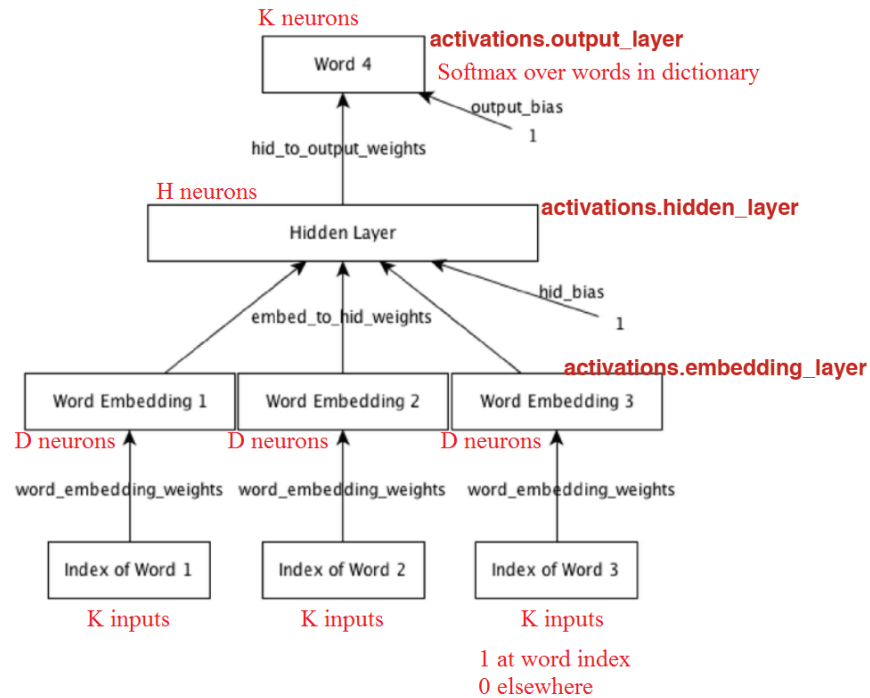 K neurons
activations.output_layer
Word 4
Softmax over words in dictionary
output_bias
1
hid_to_output_weights
H neurons
activations.hidden_layer
Hidden Layer
hid_bias
embed_to_hid_weights
1
activations.embedding_layer
Word Embedding 1
Word Embedding 2
Word Embedding 3
D neurons
D neurons
D neurons
word_embedding_weights
word_embedding_weights
word_embedding_weights
Index of Word 1
Index of Word 2
Index of Word 3
K inputs
K inputs
K inputs
1 at word index
0 elsewhere